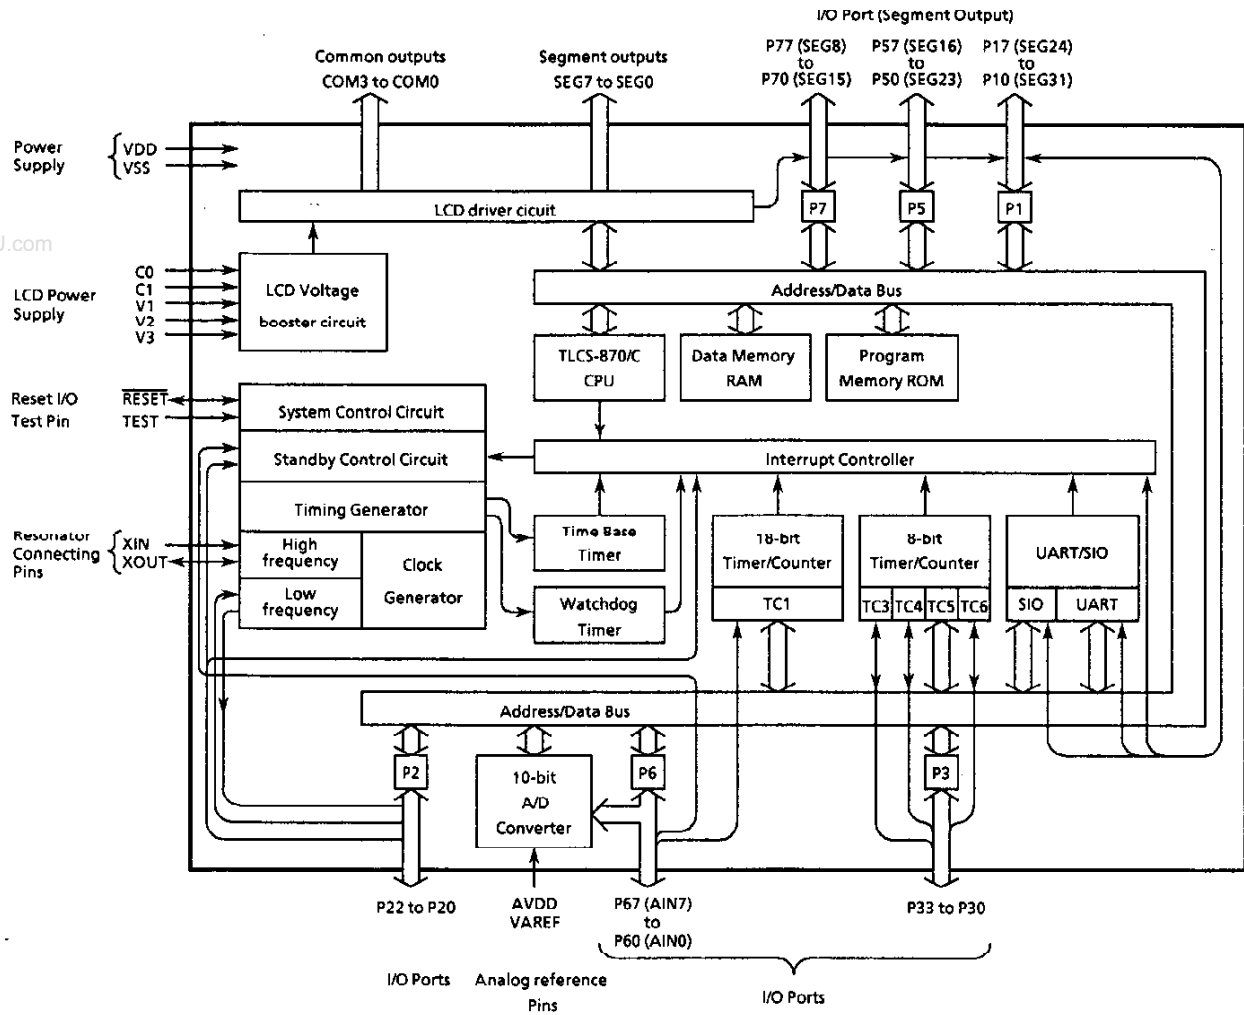 I/O Port (Segment Output)
Common outputs
COM3 to COM0
Segment outputs
SEG7 to SEG0
P77 (SEG8)
to
P70 (SEG15)
P57 (SEG16)
to
P50 (SEG23)
P17 (SEG24)
to
P10 (SEG31)
Power
Supply
VDD
VSS
LCD driver cicuit
P7
P5
P1
J.com
LCD Power
Supply
C0
C1
V1
V2
V3
LCD Voltage
booster circuit
Address/Data Bus
TLCS-870/C
CPU
Data Memory
RAM
Program
Memory ROM
Reset I/O
Test Pin
RESET
TEST
System Control Circuit
Standby Control Circuit
Interrupt Controller
Timing Generator
Resonator
Connecting
Pins
XIN
XOUT
High
frequency
Low
frequency
Clock
Generator
Time Base
Timer
Watchdog
Timer
18-bit
Timer/Counter
TC1
8-bit
Timer/Counter
TC3 TC4 TC5 TC6
UART/SIO
SIO UART
Address/Data Bus
P2
10-bit
A/D
Converter
P6
P3
P22 to P20
AVDD
VAREF
P67 (AIN7)
to
P60 (AIN0)
P33 to P30
I/O Ports
Analog reference
Pins
I/O Ports